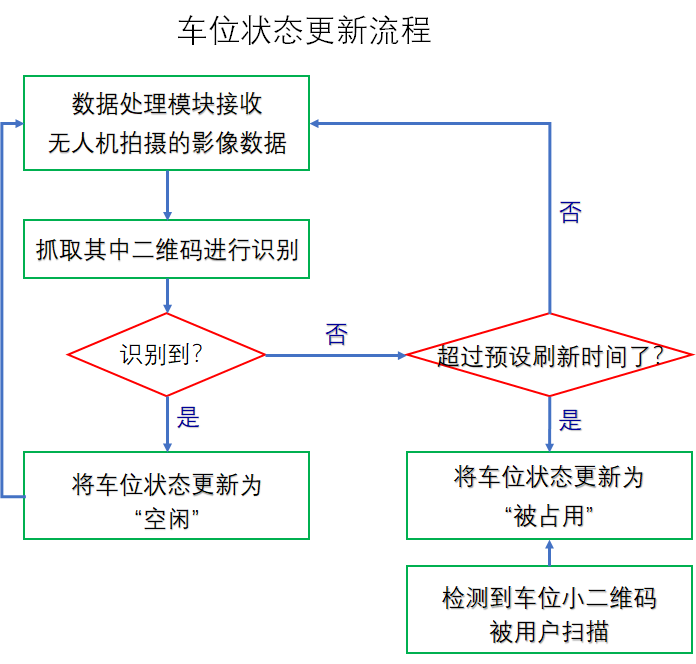 车位状态更新流程
数据处理模块接收
无人机拍摄的影像数据
否
抓取其中二维码进行识别
识别到?
否
超过预设刷新时间了?
是
是
将车位状态更新为
“空闲”
将车位状态更新为
“被占用”
检测到车位小二维码
被用户扫描